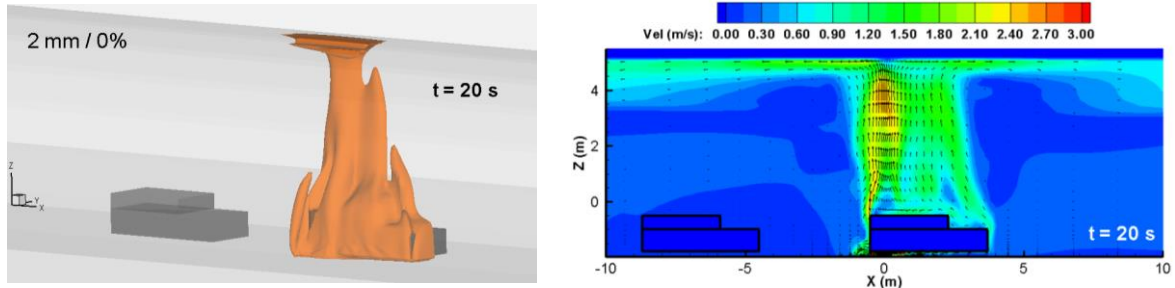 2 mm / 0%
t = 20 s
Z
Y
X
Vel (m/s): 0.00 0.30 0.60 0.90 1.20 1.50 1.80 2.10 2.40 2.70 3.00
Z (m)
4
2
0
t = 20 s
-10 -5 0 5 10
X (m)